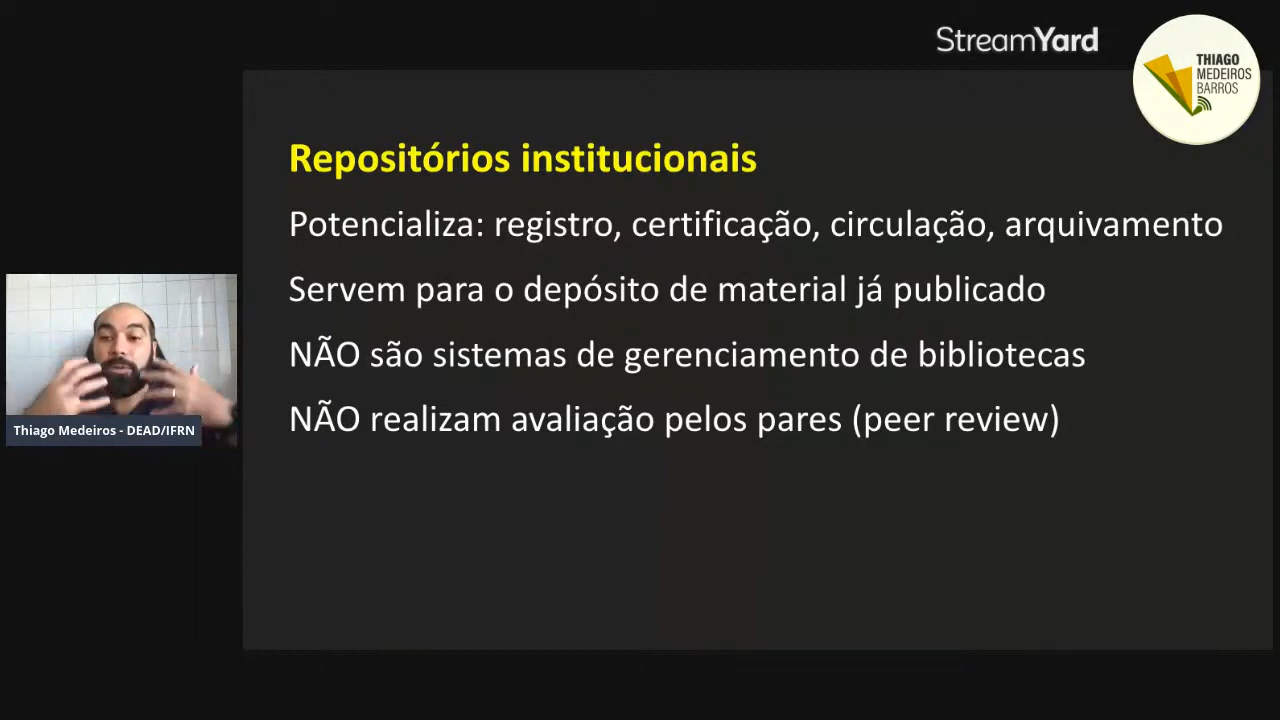 StreamYard
THIAGO
MEDEIROS
BARROS
Repositórios institucionais
Potencializa: registro, certificação, circulação, arquivamento
Servem para o depósito de material já publicado
NÃO são sistemas de gerenciamento de bibliotecas
NÃO realizam avaliação pelos pares (peer review)
Thiago Medeiros - DEAD/IFRN